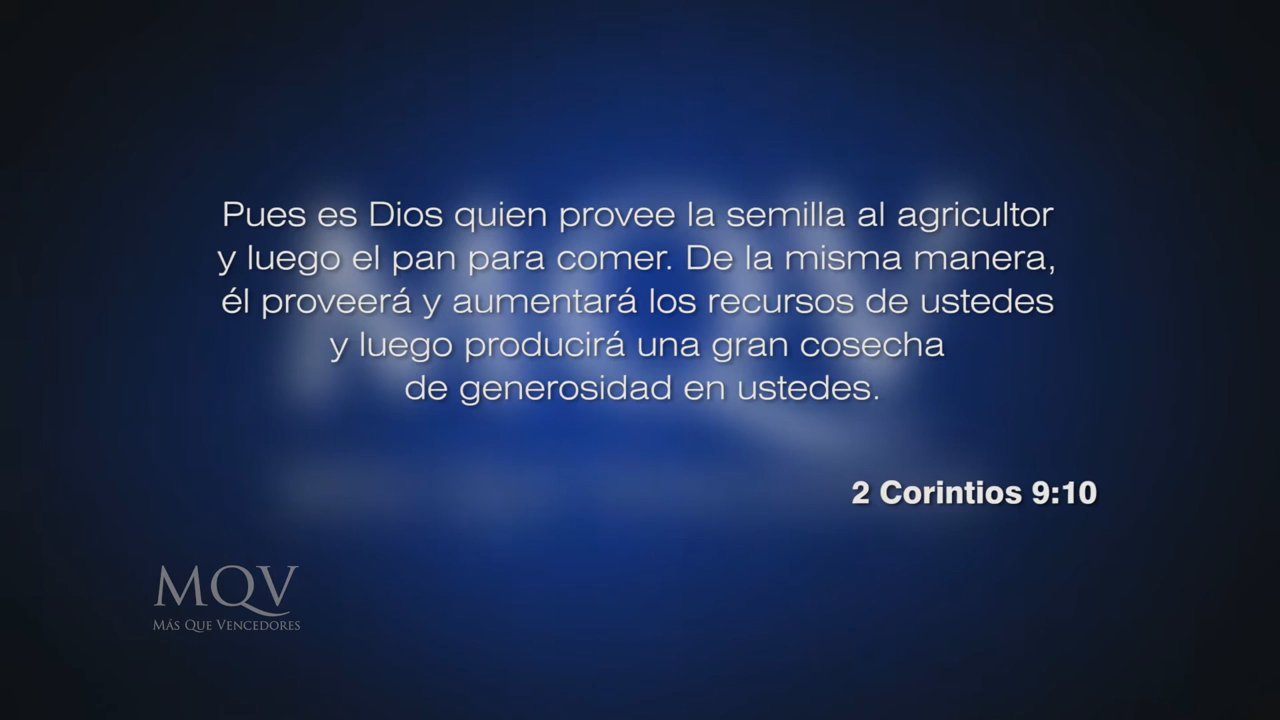 Pues es Dios quien provee la semilla al agricultor
y luego el pan para comer. De la misma manera,
él proveerá y aumentará los recursos de ustedes
y luego producirá una gran cosecha
de generosidad en ustedes.
2 Corintios 9:10
MQV
MÁS QUE VENCEDORES